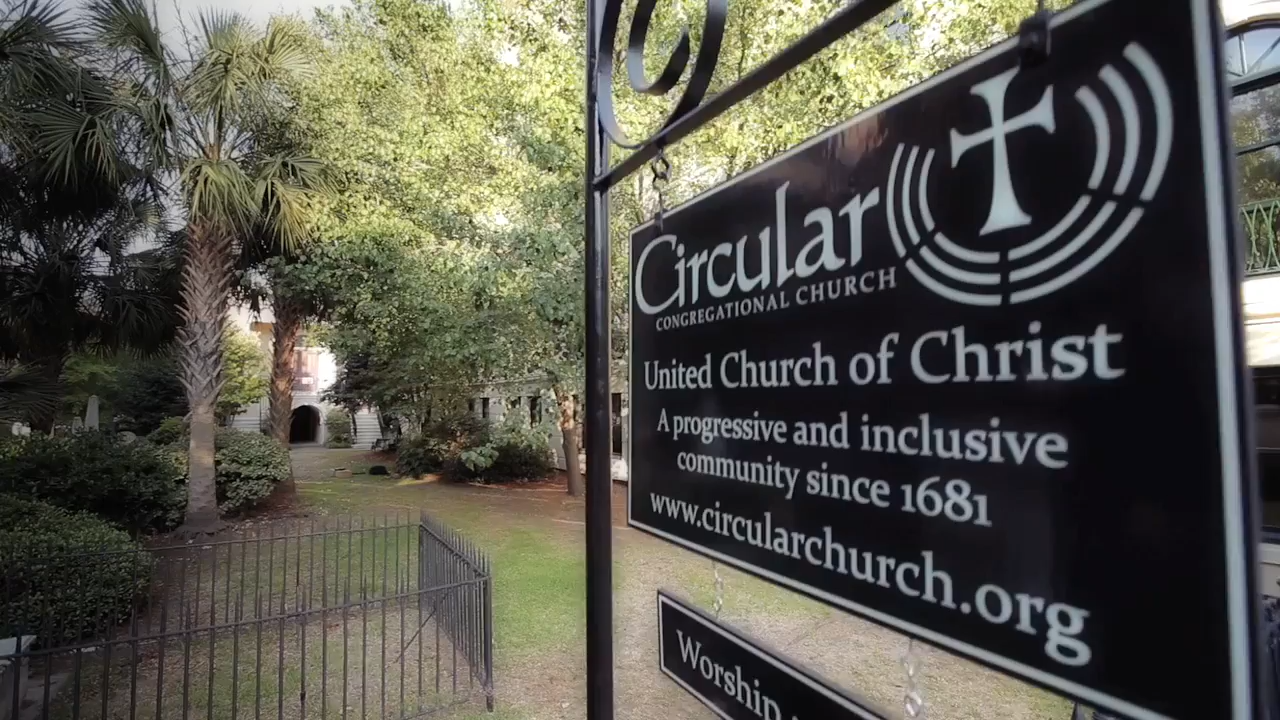 Circular
CONGREGATIONAL CHURCH
United Church of Christ
A progressive and inclusive
community since 1681
www.circularchurch.org
Worship